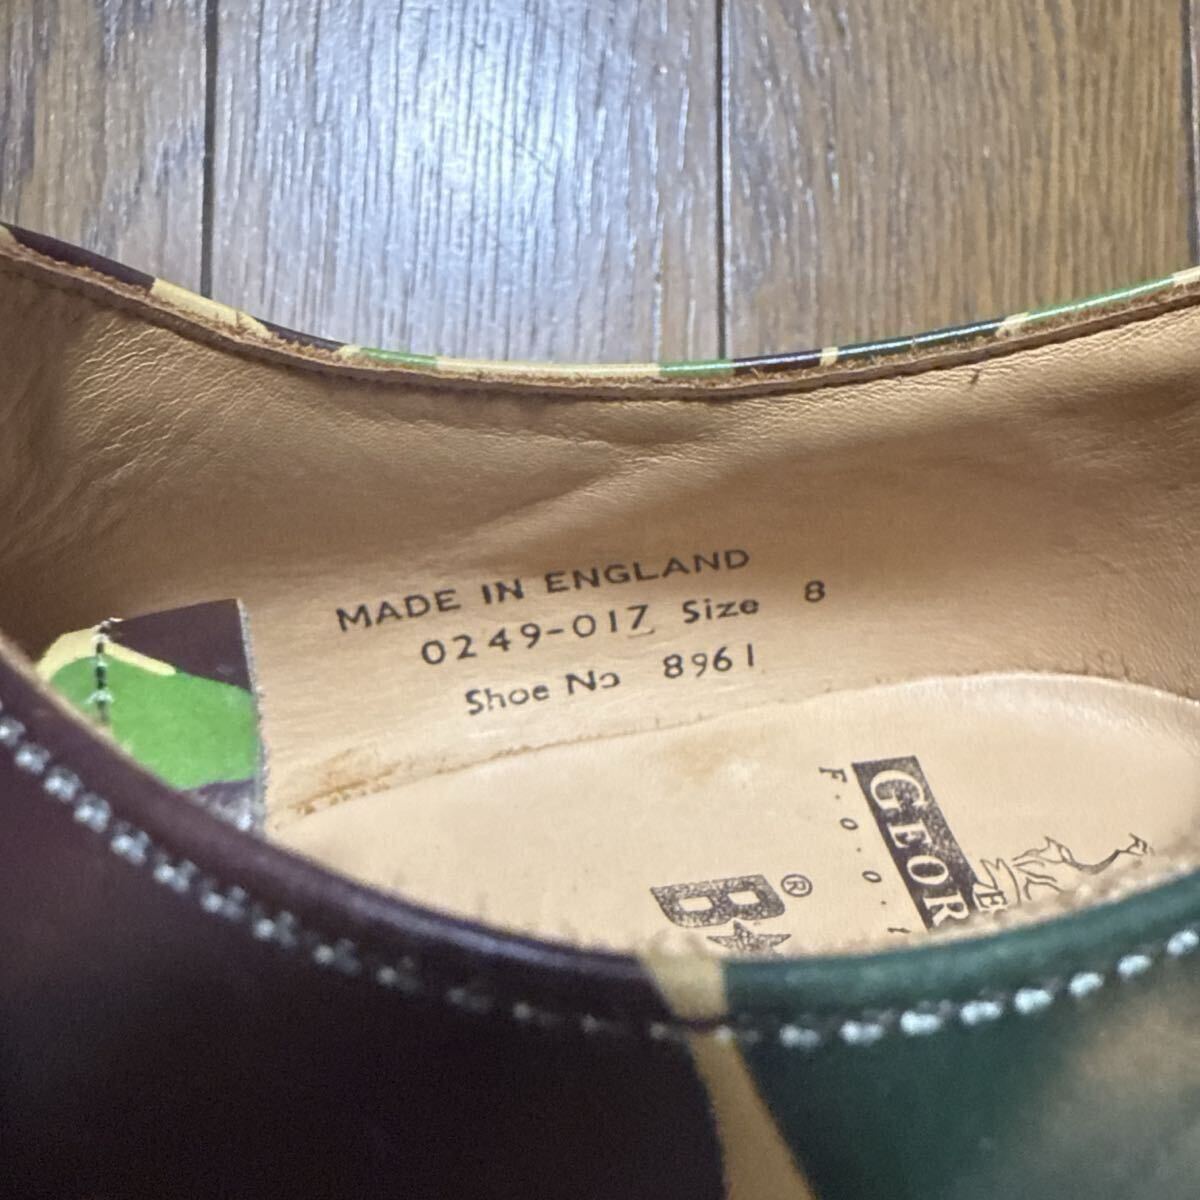 MADE IN ENGLAND
0249-017 Size 8
Shoe No 8961
GEOR
F.o.o.t
B★
®